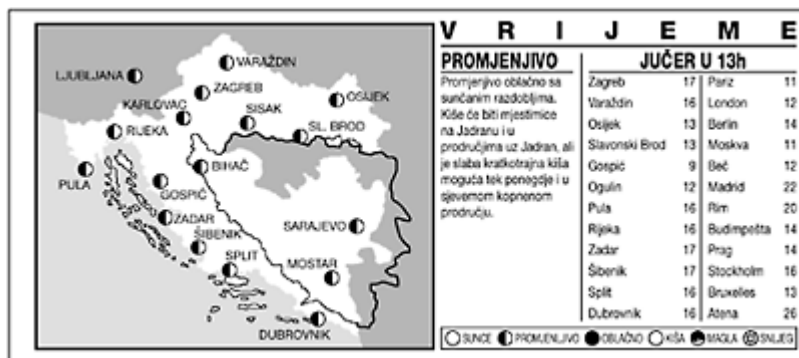 VRIJEME
PROMJENJIVO
Promjenjivo oblačno sa
sunčanim razdobljima.
Kiše će biti mjestimice
na Jadranu i u
područjima uz Jadran, ali
je slaba kratkotrajna kiša
moguća tek ponegdje i u
sjevernom kopnenom
području.
JUČER U 13h
Zagreb 17 Pariz 11
Varaždin 16 London 12
Osijek 13 Berlin 14
Slavonski Brod 13 Moskva 11
Gospić 9 Beč 12
Ogulin 12 Madrid 22
Pula 16 Rim 20
Rijeka 16 Budimpešta 14
Zadar 17 Prag 14
Šibenik 17 Stockholm 16
Split 16 Bruxelles 13
Dubrovnik 16 Atena 26
VARAŽDIN
LJUBLJANA
ZAGREB
OSIJEK
KARLOVAC
SISAK
RIJEKA
SL. BROD
BIHAĆ
PULA
GOSPIĆ
ZADAR
SARAJEVO
ŠIBENIK
SPLIT
MOSTAR
DUBROVNIK
SUNCE PROMJENLJIVO OBLAČNO KIŠA MAGLA SNIJEG